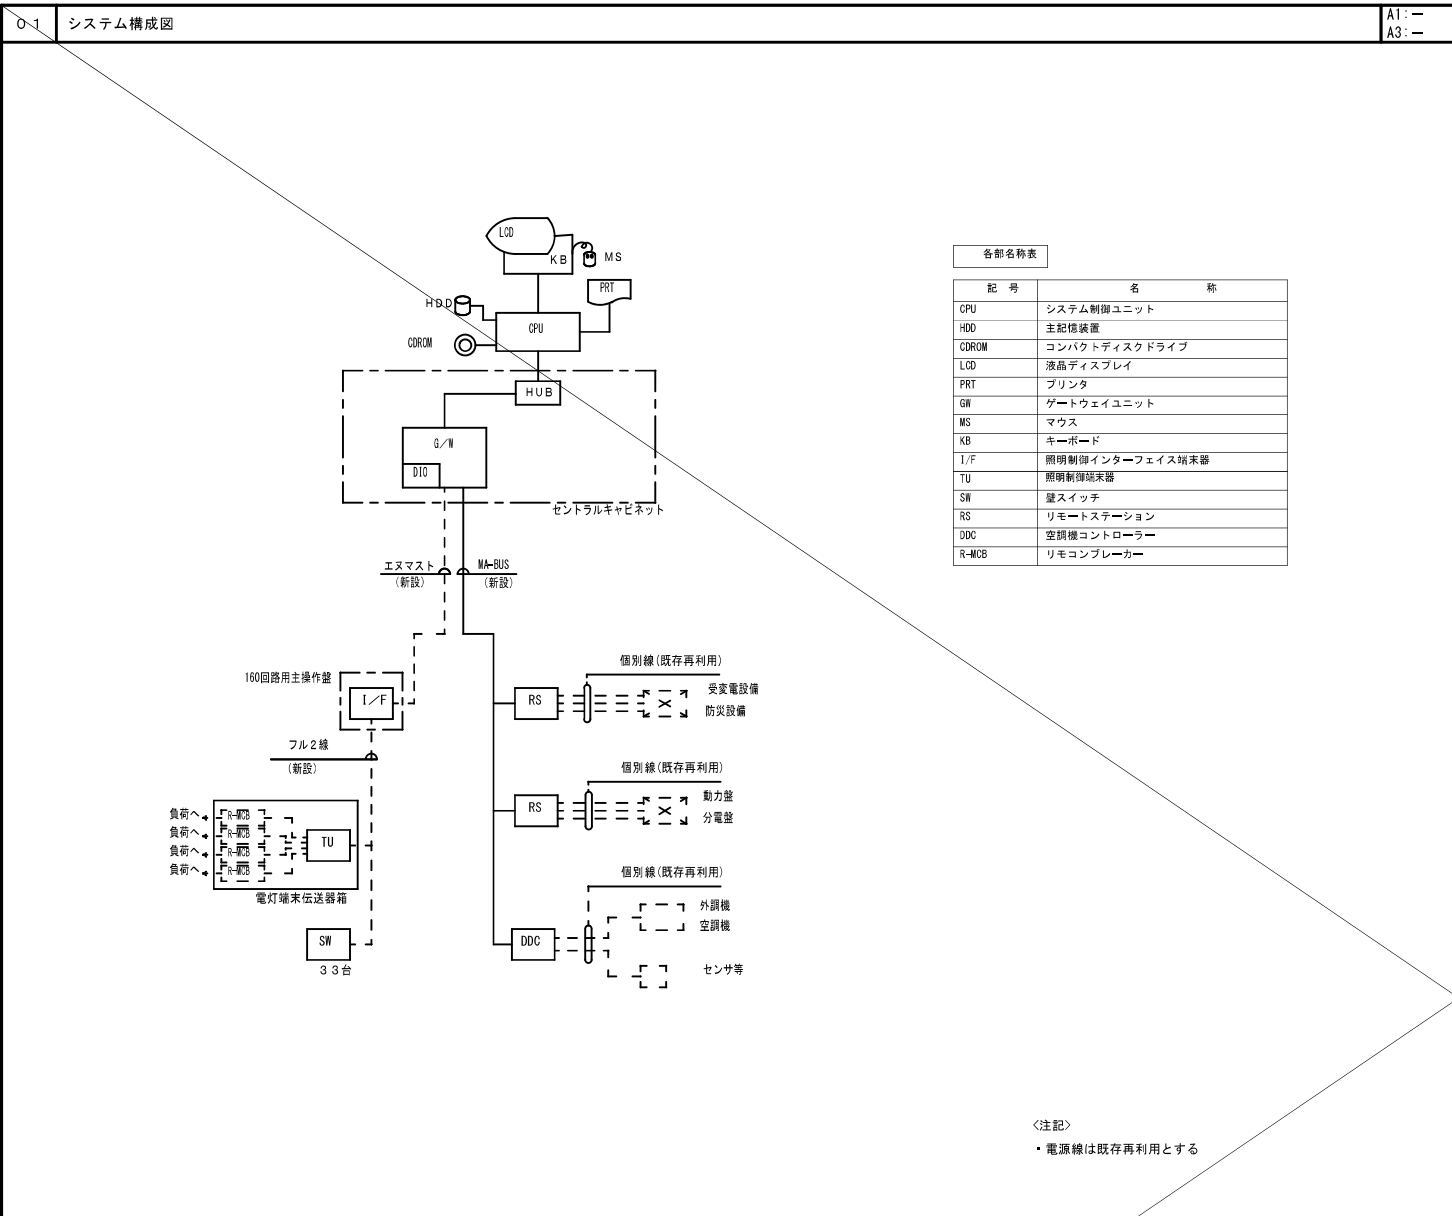 01 システム構成図
A1:—
A3:—
LCD
KB
MS
HDD
PRT
CPU
CDROM
HUB
G/W
DIO
セントラルキャビネット
エヌマスト
(新設)
MA-BUS
(新設)
160回路用主操作盤
I/F
フル2線
(新設)
負荷へ R-MCB
負荷へ R-MCB
負荷へ R-MCB
負荷へ R-MCB
TU
電灯端末伝送器箱
SW
33台
個別線(既存再利用)
RS
受変電設備
防災設備
個別線(既存再利用)
RS
動力盤
分電盤
個別線(既存再利用)
DDC
外調機
空調機
センサ等
各部名称表
記号 名称
CPU システム制御ユニット
HDD 主記憶装置
CDROM コンパクトディスクドライブ
LCD 液晶ディスプレイ
PRT プリンタ
GW ゲートウェイユニット
MS マウス
KB キーボード
I/F 照明制御インターフェイス端末器
TU 照明制御端末器
SW 壁スイッチ
RS リモートステーション
DDC 空調機コントローラー
R-MCB リモコンブレーカー
<注記>
・電源線は既存再利用とする